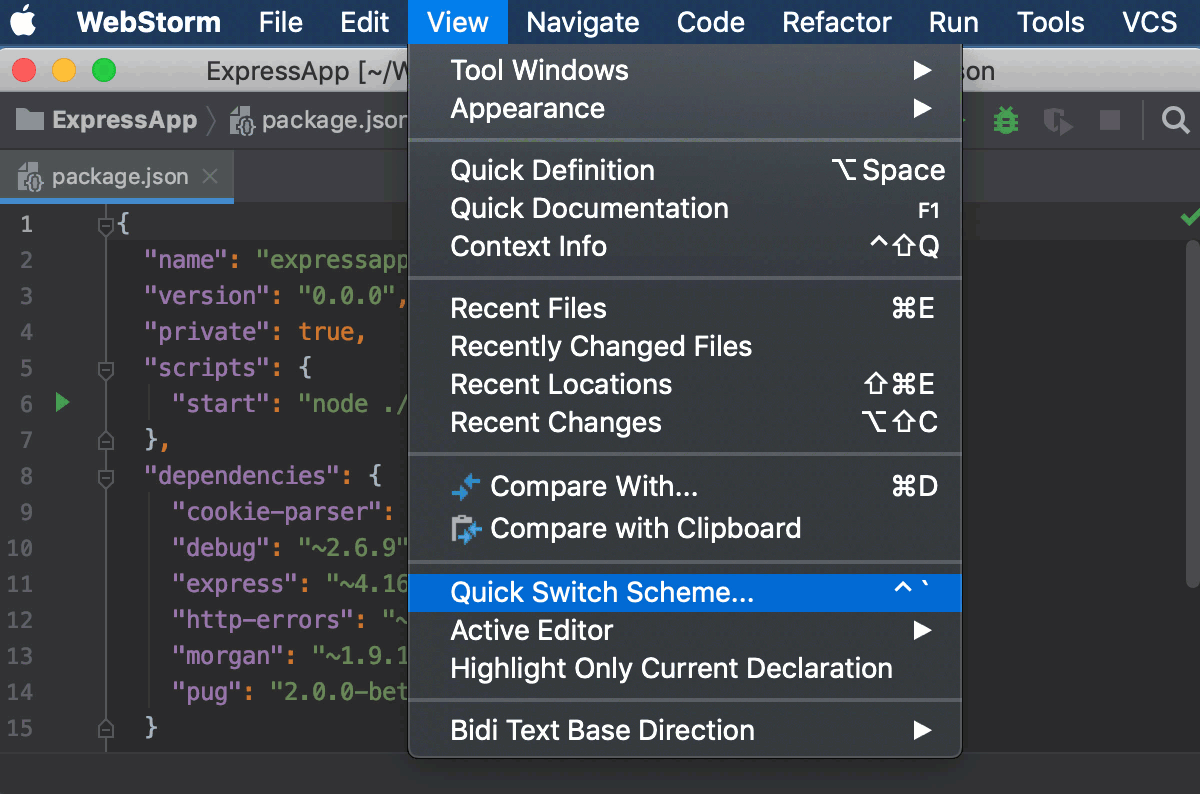 WebStorm File Edit View Navigate Code Refactor Run Tools VCS
ExpressApp [~/W
ExpressApp package.json
package.json
Tool Windows
Appearance
Quick Definition ⌥Space
Quick Documentation F1
Context Info ^⇧Q
Recent Files ⌘E
Recently Changed Files
Recent Locations ⇧⌘E
Recent Changes ⌥⇧C
Compare With... ⌘D
Compare with Clipboard
Quick Switch Scheme... ^`
Active Editor
Highlight Only Current Declaration
Bidi Text Base Direction
1 {
2 "name": "expressapp
3 "version": "0.0.0",
4 "private": true,
5 "scripts": {
6 "start": "node ./
7 },
8 "dependencies": {
9 "cookie-parser":
10 "debug": "~2.6.9"
11 "express": "~4.16
12 "http-errors": "~
13 "morgan": "~1.9.1
14 "pug": "2.0.0-bet
15 }